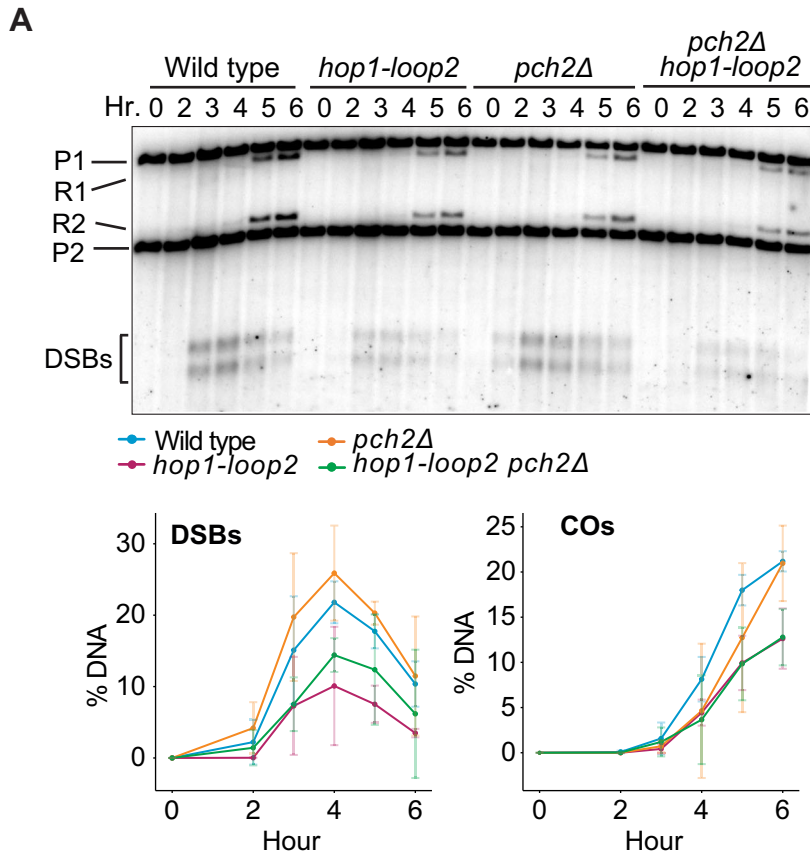 A
pch2Δ
Wild type hop1-loop2 pch2Δ hop1-loop2
Hr. 0 2 3 4 5 6 0 2 3 4 5 6 0 2 3 4 5 6 0 2 3 4 5 6
P1
R1
R2
P2
DSBs
Wild type pch2Δ
hop1-loop2 hop1-loop2 pch2Δ
DSBs COs
% DNA
30
20
10
0
0 2 4 6
Hour
% DNA
25
20
15
10
5
0
0 2 4 6
Hour